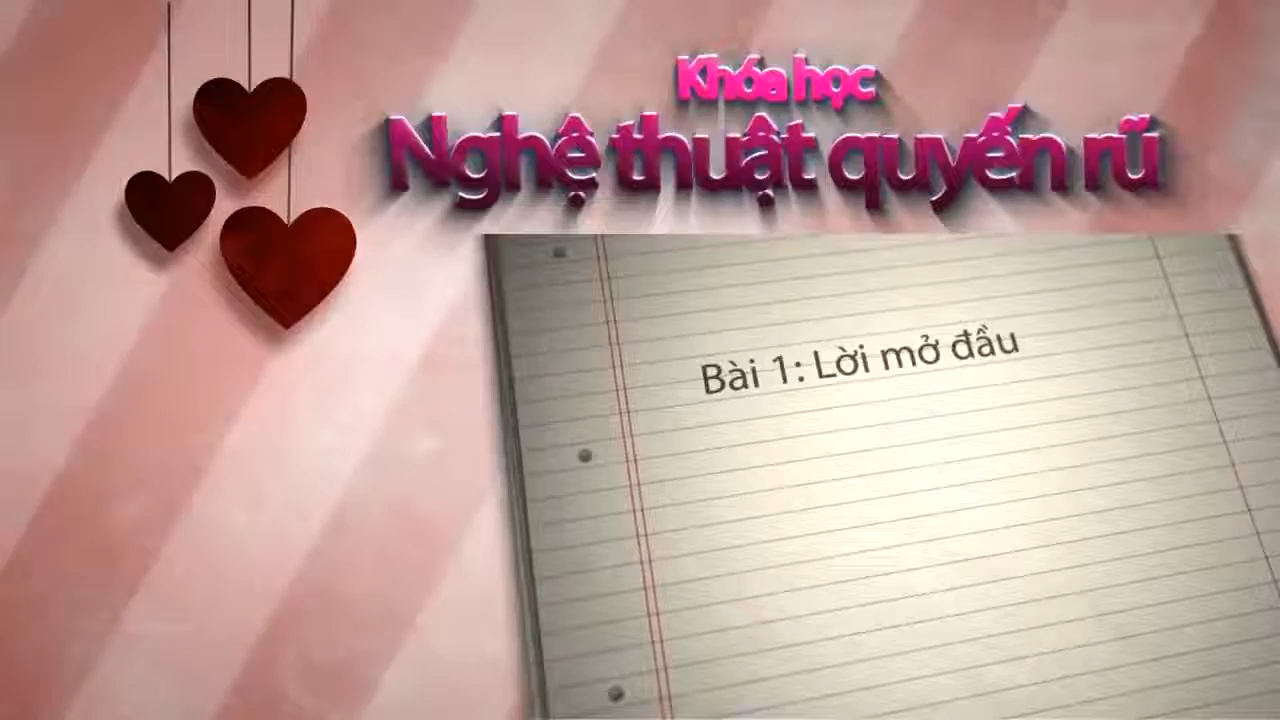 Khóa học
Nghệ thuật quyến rũ
Bài 1: Lời mở đầu